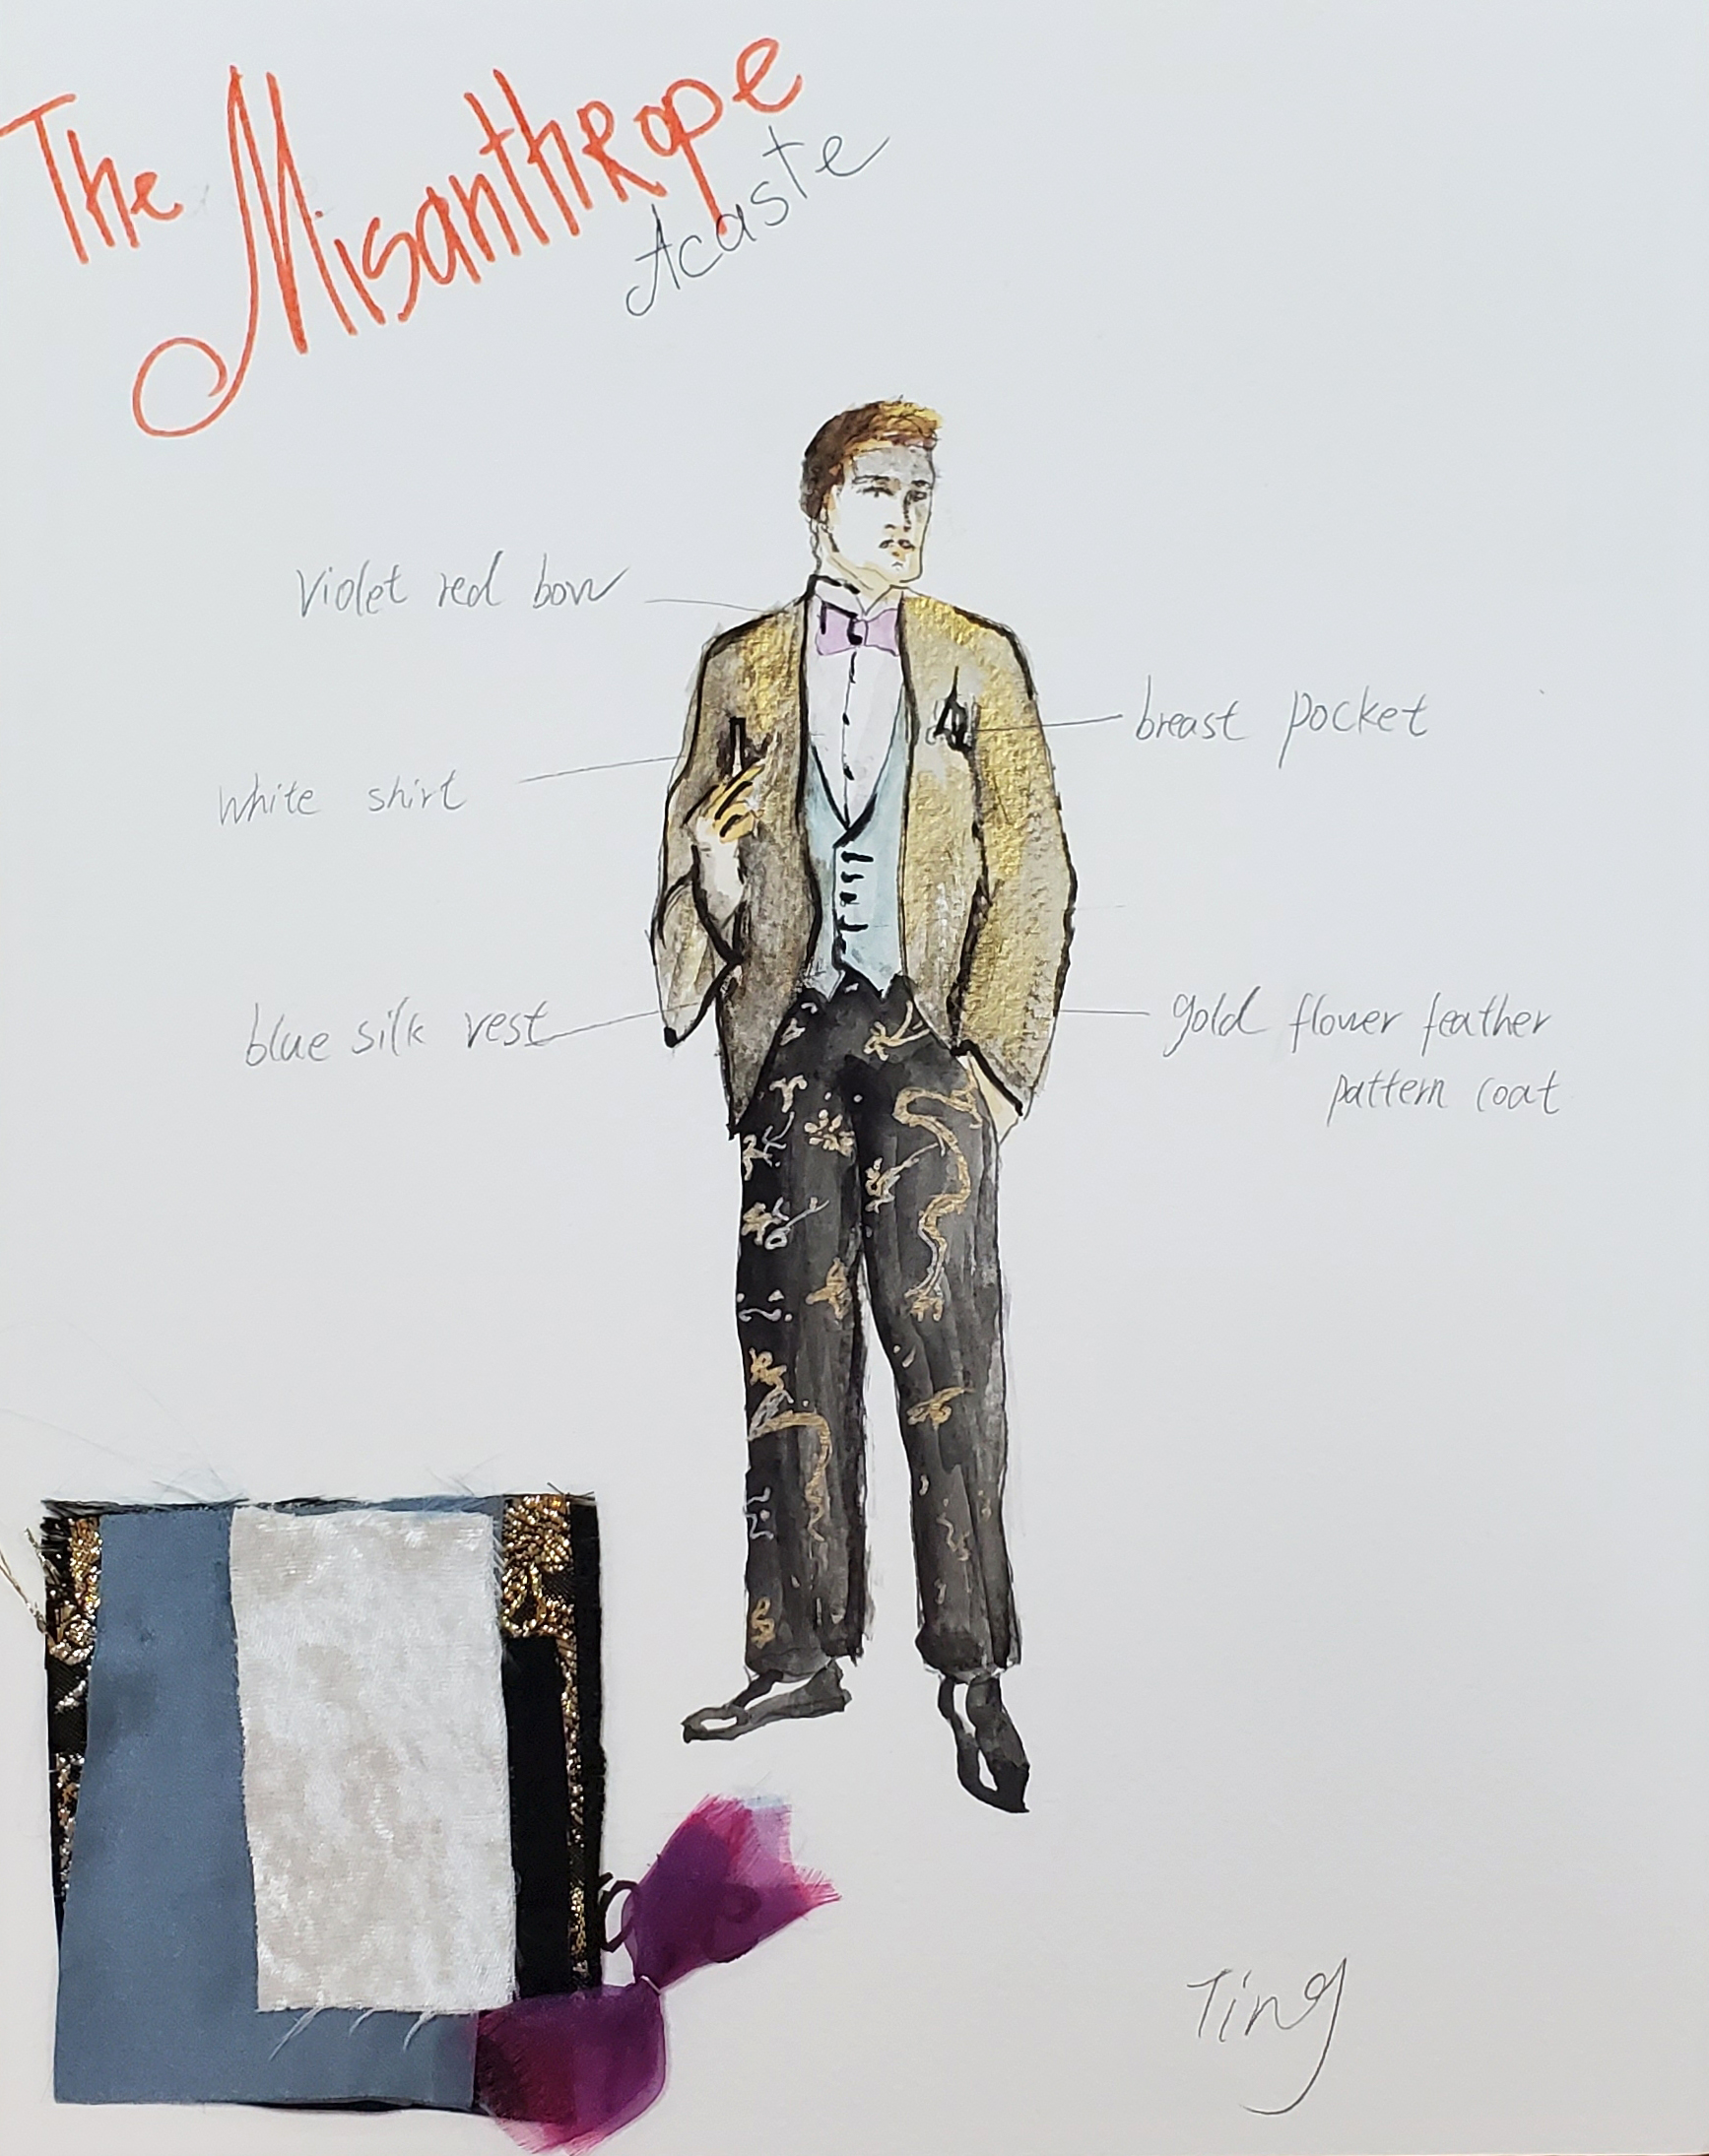 The Misanthrope
Acaste
Violet red bow
breast pocket
white shirt
blue silk vest
gold flower feather
pattern coat
Ting